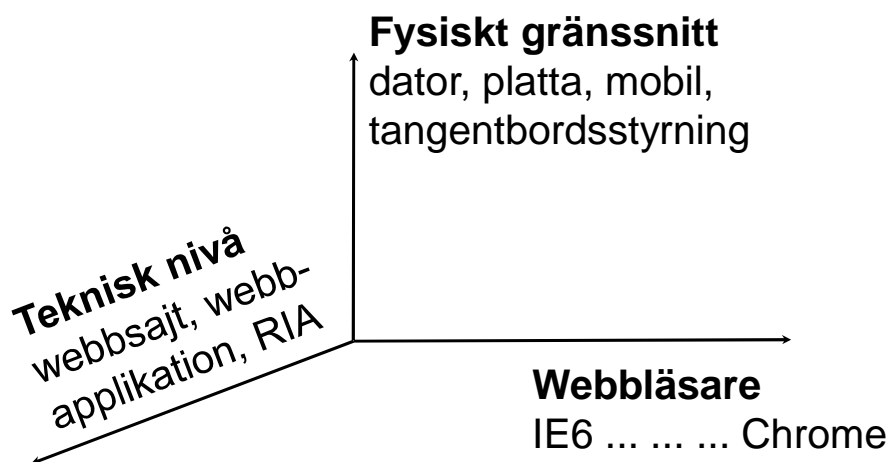 Fysiskt gränssnitt
dator, platta, mobil,
tangentbordsstyrning
Teknisk nivå
webbsajt, webb-
applikation, RIA
Webbläsare
IE6 ... ... ... Chrome